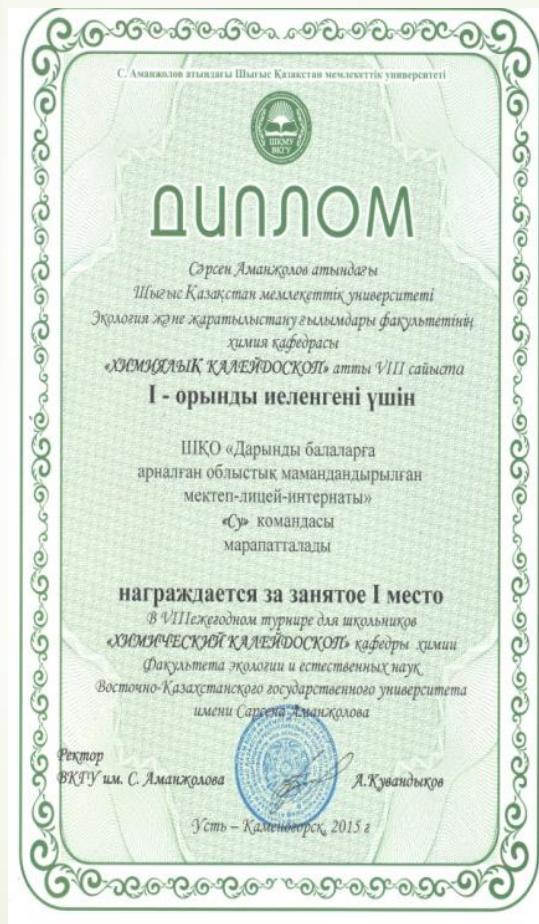 С. Аманжолов атындағы Шығыс Қазақстан мемлекеттік университеті
ШҚМУ
ВКГУ
ДИПЛОМ
Сәрсен Аманжолов атындағы
Шығыс Қазақстан мемлекеттік университеті
Экология және жаратылыстану ғылымдары факультетінің
химия кафедрасы
«ХИМИЯЛЫҚ КАЛЕЙДОСКОП» атты VIII сайыста
I - орынды иеленгені үшін
ШҚО «Дарынды балаларға
арналған облыстық мамандандырылған
мектеп-лицей-интернаты»
«Су» командасы
марапатталады
награждается за занятое I место
В VIIIежегодном турнире для школьников
«ХИМИЧЕСКИЙ КАЛЕЙДОСКОП» кафедры химии
Факультета экологии и естественных наук
Восточно-Казахстанского государственного университета
имени Сарсена Аманжолова
Ректор
ВКГУ им. С. Аманжолова А.Кувандыков
Усть – Каменогорск, 2015 г